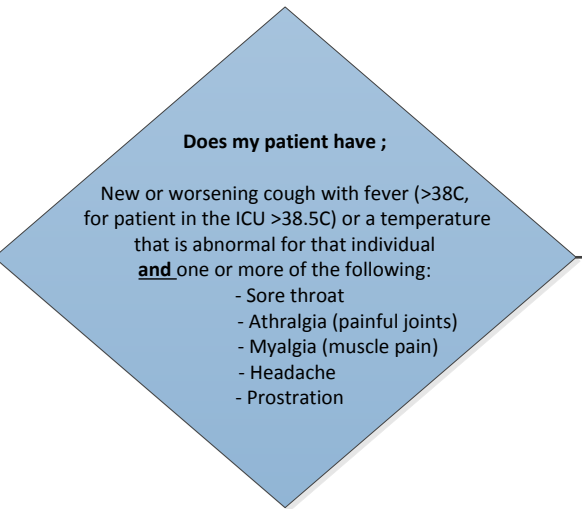 Does my patient have ;
New or worsening cough with fever (>38C,
for patient in the ICU >38.5C) or a temperature
that is abnormal for that individual
and one or more of the following:
- Sore throat
- Athralgia (painful joints)
- Myalgia (muscle pain)
- Headache
- Prostration